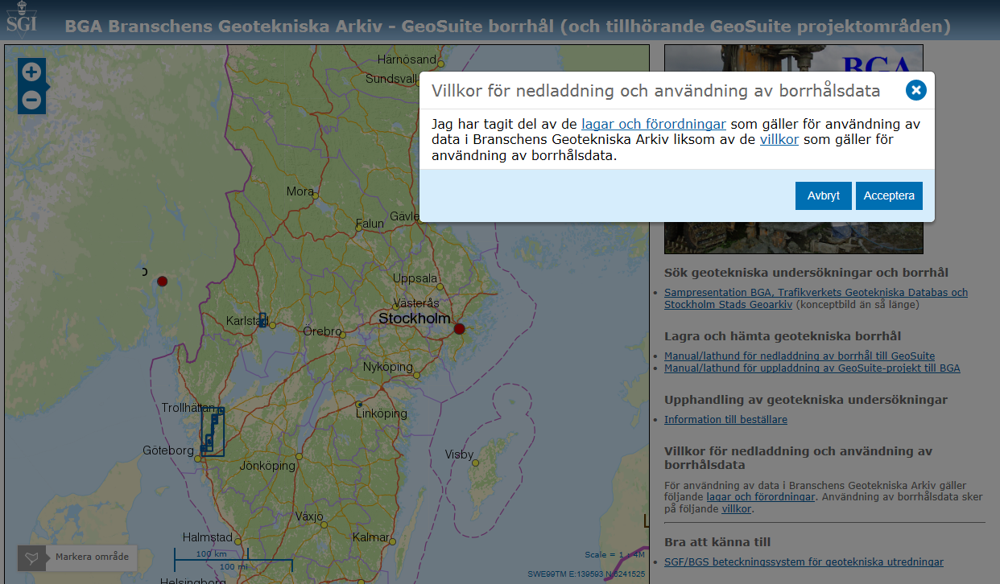 SGI
BGA Branschens Geotekniska Arkiv - GeoSuite borrhål (och tillhörande GeoSuite projektområden)
Härnösand
Sundsvall
BGA
Villkor för nedladdning och användning av borrhålsdata
Jag har tagit del av de lagar och förordningar som gäller för användning av
data i Branschens Geotekniska Arkiv liksom av de villkor som gäller för
användning av borrhålsdata.
Avbryt
Acceptera
Mora
Falun
Gävle
Uppsala
Västerås
Stockholm
Karlstad
Örebro
Nyköping
Trollhättan
Linköping
Göteborg
Jönköping
Visby
Växjö
Halmstad
Kalmar
Helsingborg
Markera område
100 km
100 mi
Scale = 1 : 4M
SWE99TM E:139593 N:6241525
Sök geotekniska undersökningar och borrhål
Sampresentation BGA, Trafikverkets Geotekniska Databas och
Stockholm Stads Geoarkiv (konceptbild än så länge)
Lagra och hämta geotekniska borrhål
Manual/lathund för nedladdning av borrhål till GeoSuite
Manual/lathund för uppladdning av GeoSuite-projekt till BGA
Upphandling av geotekniska undersökningar
Information till beställare
Villkor för nedladdning och användning av
borrhålsdata
För användning av data i Branschens Geotekniska Arkiv gäller
följande lagar och förordningar. Användning av borrhålsdata sker
på följande villkor.
Bra att känna till
SGF/BGS beteckningssystem för geotekniska utredningar